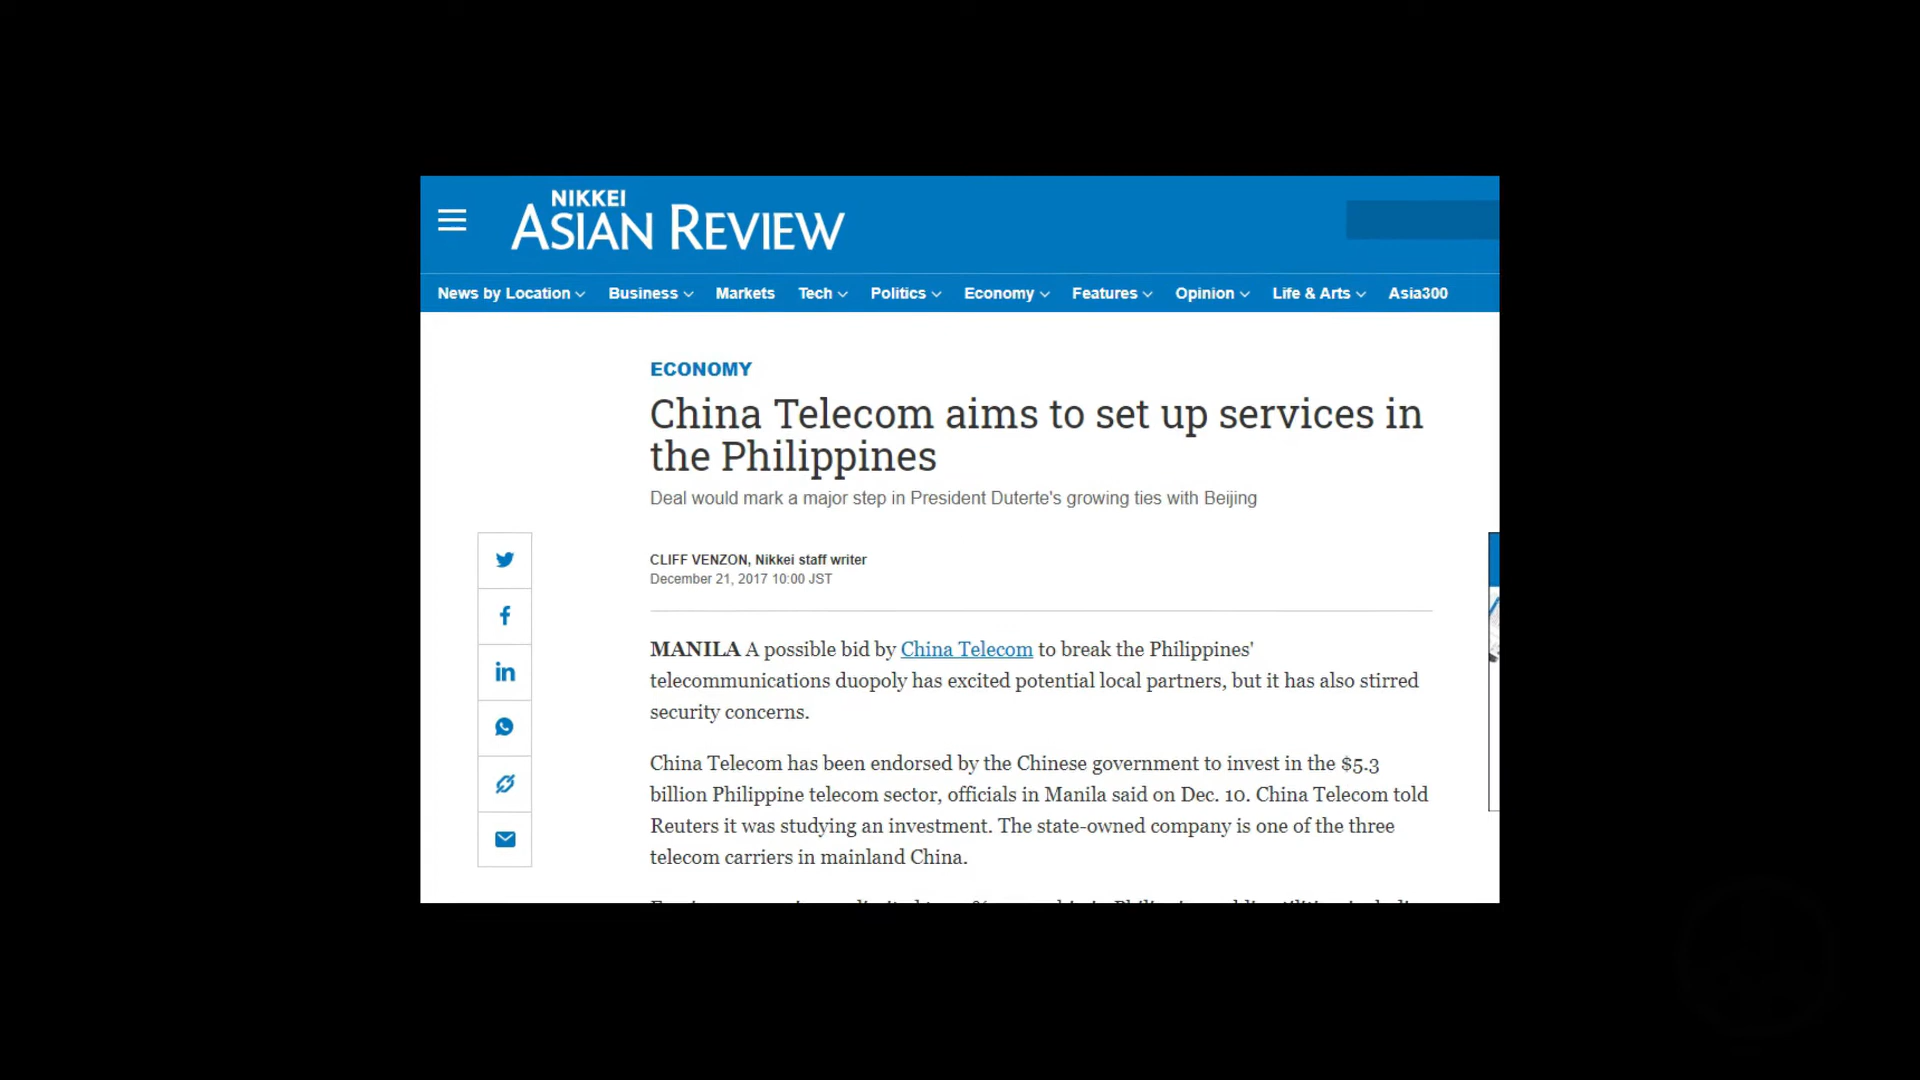 NIKKEI
ASIAN REVIEW
News by Location Business Markets Tech Politics Economy Features Opinion Life & Arts Asia300
ECONOMY
China Telecom aims to set up services in
the Philippines
Deal would mark a major step in President Duterte's growing ties with Beijing
CLIFF VENZON, Nikkei staff writer
December 21, 2017 10:00 JST
MANILA A possible bid by China Telecom to break the Philippines'
telecommunications duopoly has excited potential local partners, but it has also stirred
security concerns.
China Telecom has been endorsed by the Chinese government to invest in the $5.3
billion Philippine telecom sector, officials in Manila said on Dec. 10. China Telecom told
Reuters it was studying an investment. The state-owned company is one of the three
telecom carriers in mainland China.